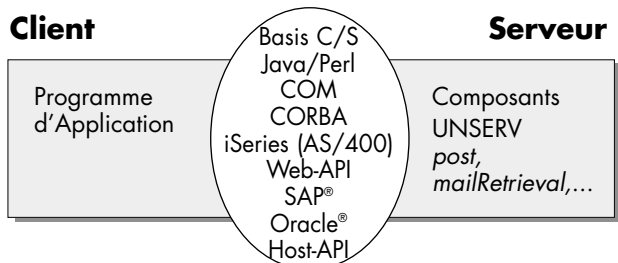 Client
Serveur
Programme
d'Application
Basis C/S
Java/Perl
COM
CORBA
iSeries (AS/400)
Web-API
SAP®
Oracle®
Host-API
Composants
UNSERV
post,
mailRetrieval,...